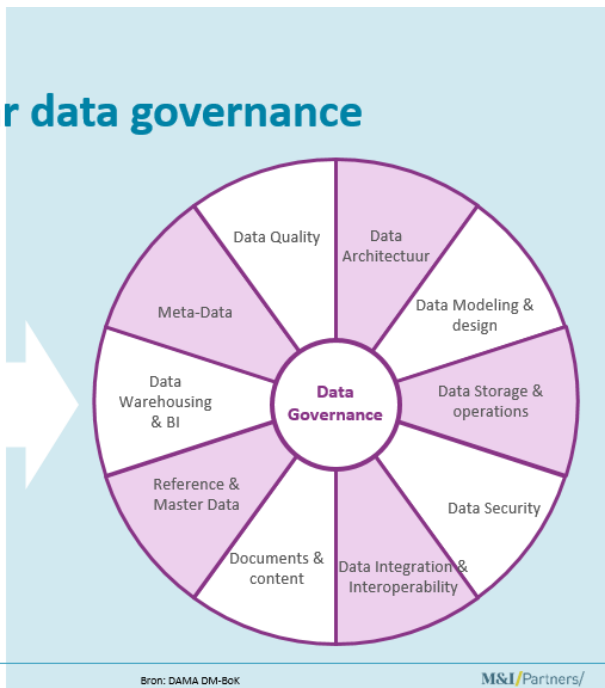 r data governance
Data Quality
Data
Architectuur
Data Modeling &
design
Data Storage &
operations
Data Security
Data Integration &
Interoperability
Documents &
content
Reference &
Master Data
Data
Warehousing
& BI
Meta-Data
Data
Governance
Bron: DAMA DM-BoK
M&I/Partners/